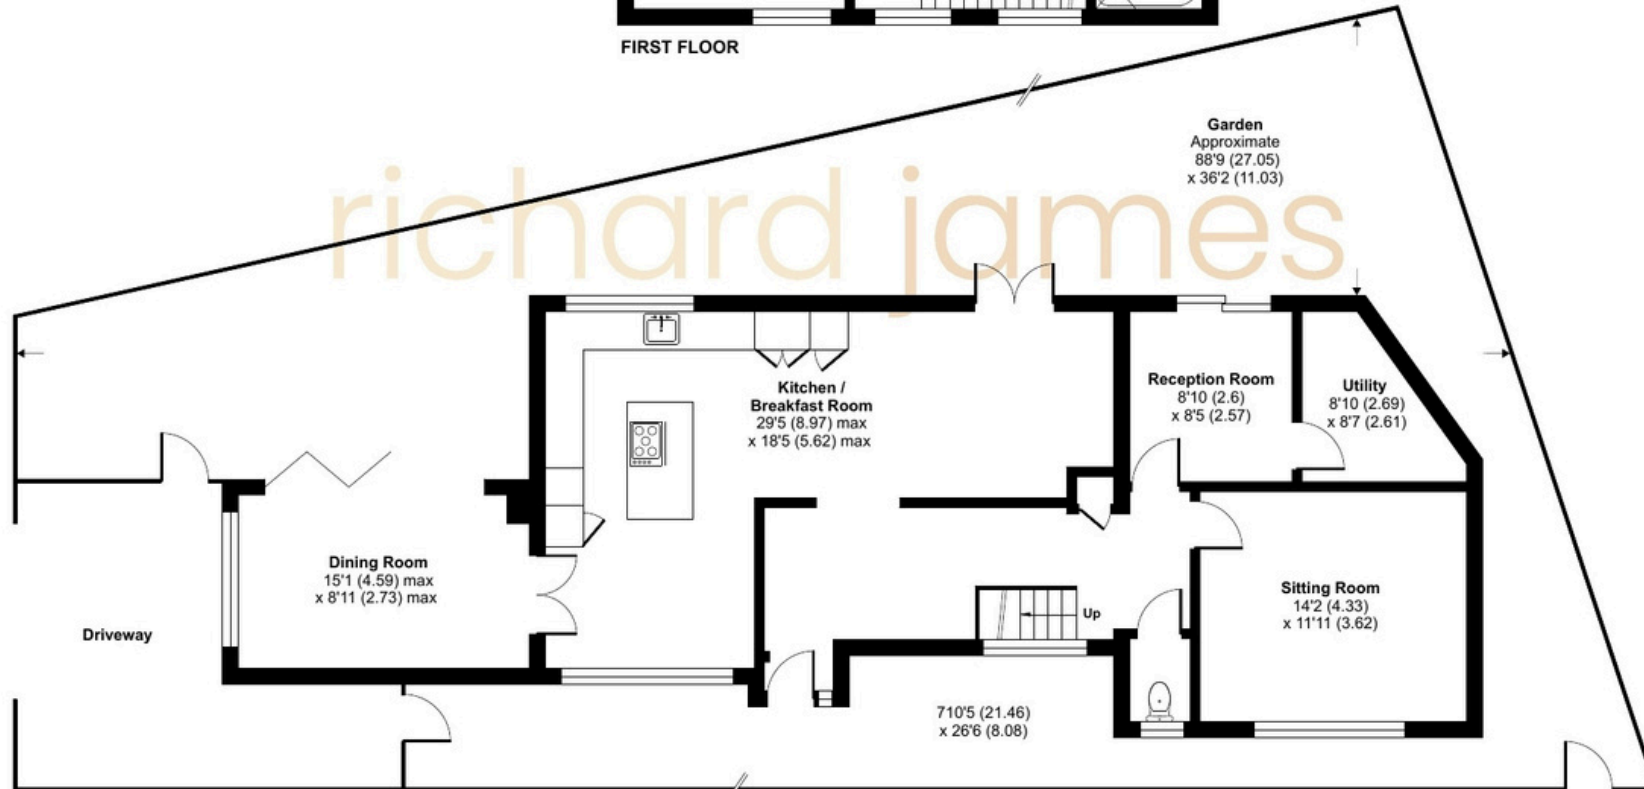 FIRST FLOOR
Garden
Approximate
88'9 (27.05)
x 36'2 (11.03)
richard james
Kitchen /
Breakfast Room
29'5 (8.97) max
x 18'5 (5.62) max
Reception Room
8'10 (2.6)
x 8'5 (2.57)
Utility
8'10 (2.69)
x 8'7 (2.61)
Dining Room
15'1 (4.59) max
x 8'11 (2.73) max
Driveway
Up
Sitting Room
14'2 (4.33)
x 11'11 (3.62)
710'5 (21.46)
x 26'6 (8.08)